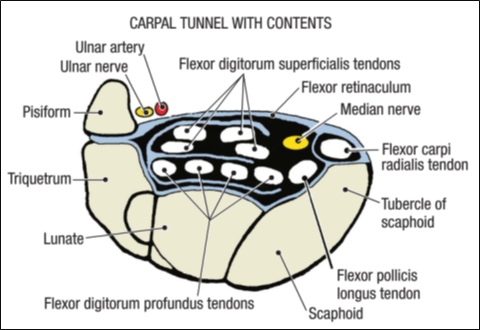 CARPAL TUNNEL WITH CONTENTS
Ulnar artery
Ulnar nerve
Flexor digitorum superficialis tendons
Flexor retinaculum
Median nerve
Pisiform
Flexor carpi
radialis tendon
Triquetrum
Tubercle of
scaphoid
Lunate
Flexor pollicis
longus tendon
Flexor digitorum profundus tendons
Scaphoid